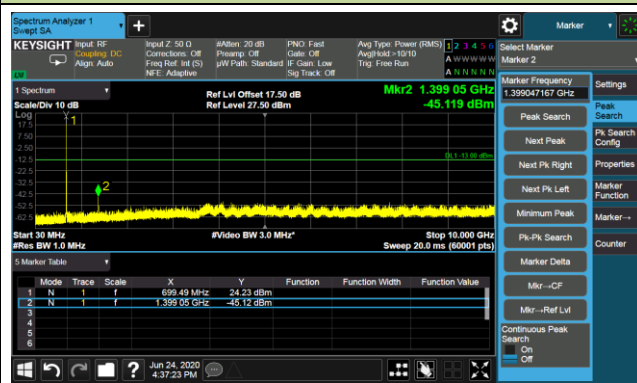 Spectrum Analyzer 1
Swept SA
+
Marker
KEYSIGHT
Input: RF
Coupling: DC
Align: Auto
Input Z: 50 Ω
Corrections: Off
Freq Ref: Int (S)
NFE: Adaptive
#Atten: 20 dB
Preamp: Off
µW Path: Standard
PNO: Fast
Gate: Off
IF Gain: Low
Sig Track: Off
Avg Type: Power (RMS)
Avg|Hold:>10/10
Trig: Free Run
1 2 3 4 5 6
A W W W W W
A N N N N N
LXI
Select Marker
Marker 2
Marker Frequency
1.399047167 GHz
Settings
Peak Search
Next Peak
Next Pk Right
Next Pk Left
Minimum Peak
Pk-Pk Search
Marker Delta
Mkr→CF
Mkr→Ref Lvl
Continuous Peak
Search
On
Off
Peak
Search
Pk Search
Config
Properties
Marker
Function
Marker→
Counter
1 Spectrum
Scale/Div 10 dB
Ref Lvl Offset 17.50 dB
Ref Level 27.50 dBm
Mkr2 1.399 05 GHz
-45.119 dBm
Log
17.5
7.50
-2.50
-12.5
-22.5
-32.5
-42.5
-52.5
-62.5
1
2
DL1 -13.00 dBm
Start 30 MHz
#Res BW 1.0 MHz
#Video BW 3.0 MHz*
Stop 10.000 GHz
Sweep 20.0 ms (60001 pts)
5 Marker Table
Mode Trace Scale X Y Function Function Width Function Value
1 N 1 f 699.49 MHz 24.23 dBm
2 N 1 f 1.399 05 GHz -45.12 dBm
3
4
5
6
?
Jun 24, 2020
4:37:23 PM